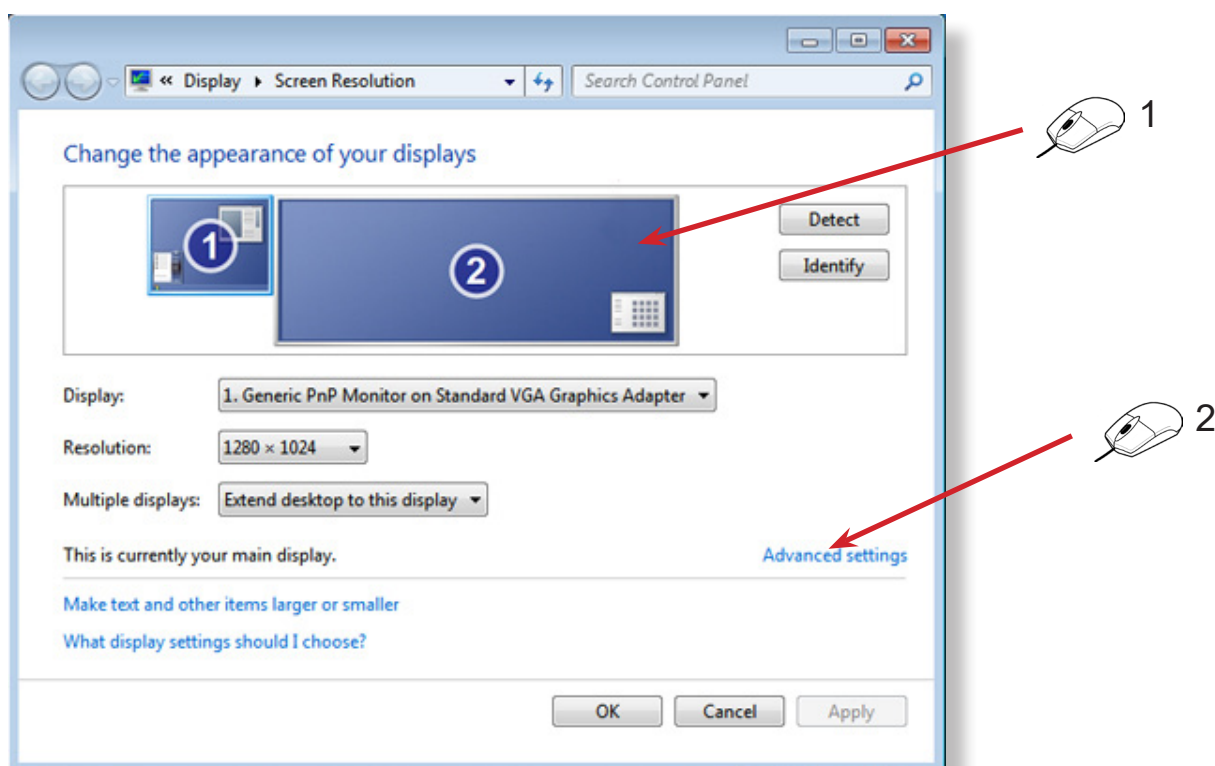 « Display ▸ Screen Resolution
Search Control Panel
1
Change the appearance of your displays
1
2
Detect
Identify
Display:
1. Generic PnP Monitor on Standard VGA Graphics Adapter
2
Resolution:
1280 × 1024
Multiple displays:
Extend desktop to this display
This is currently your main display.
Advanced settings
Make text and other items larger or smaller
What display settings should I choose?
OK
Cancel
Apply